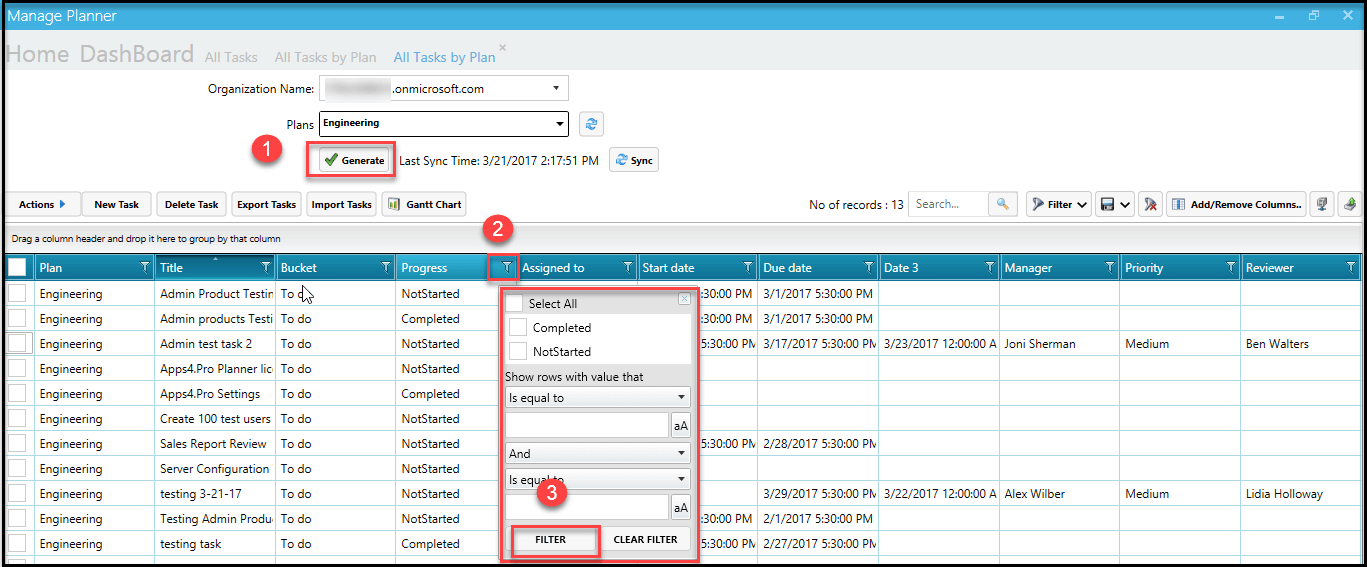 Manage Planner
Home DashBoard All Tasks All Tasks by Plan All Tasks by Plan
Organization Name: .onmicrosoft.com
Plans Engineering
1 Generate Last Sync Time: 3/21/2017 2:17:51 PM Sync
Actions New Task Delete Task Export Tasks Import Tasks Gantt Chart No of records : 13 Search... Filter Add/Remove Columns..
2
Drag a column header and drop it here to group by that column
Plan Title Bucket Progress Assigned to Start date Due date Date 3 Manager Priority Reviewer
Engineering Admin Product Testin To do NotStarted :30:00 PM 3/1/2017 5:30:00 PM
Select All
Engineering Admin products Testi To do Completed :30:00 PM 3/1/2017 5:30:00 PM
Completed
Engineering Admin test task 2 To do NotStarted 5:30:00 PM 3/17/2017 5:30:00 PM 3/23/2017 12:00:00 A Joni Sherman Medium Ben Walters
NotStarted
Engineering Apps4.Pro Planner lic To do NotStarted
Show rows with value that
Engineering Apps4.Pro Settings To do Completed
Is equal to
Engineering Create 100 test users To do NotStarted
aA
Engineering Sales Report Review To do NotStarted 5:30:00 PM 2/28/2017 5:30:00 PM
And
Engineering Server Configuration To do NotStarted
Is equal to
Engineering testing 3-21-17 To do NotStarted 3/29/2017 5:30:00 PM 3/22/2017 12:00:00 A Alex Wilber Medium Lidia Holloway
3
aA
Engineering Testing Admin Produ To do NotStarted :30:00 PM 2/1/2017 5:30:00 PM
FILTER CLEAR FILTER
Engineering testing task To do Completed 5:30:00 PM 2/27/2017 5:30:00 PM